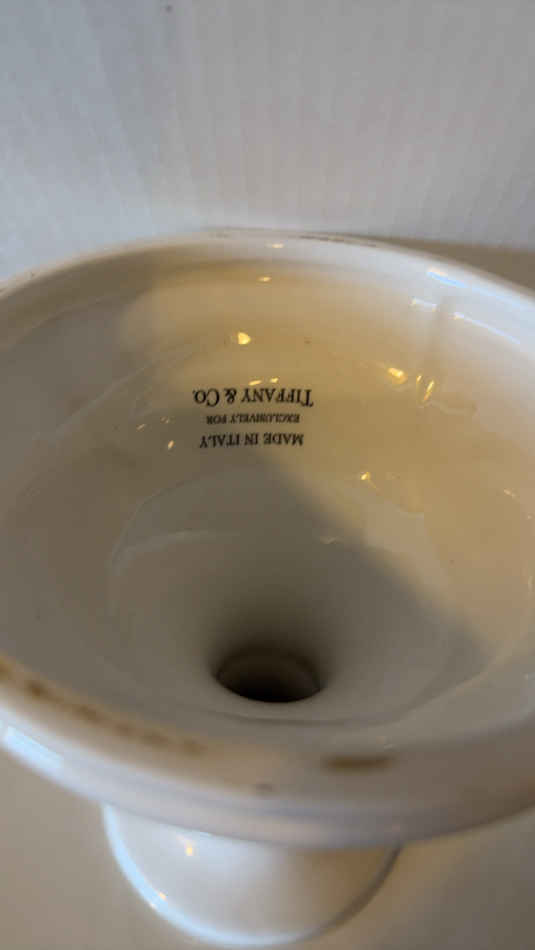 MADE IN ITALY
EXCLUSIVELY FOR
TIFFANY & CO.